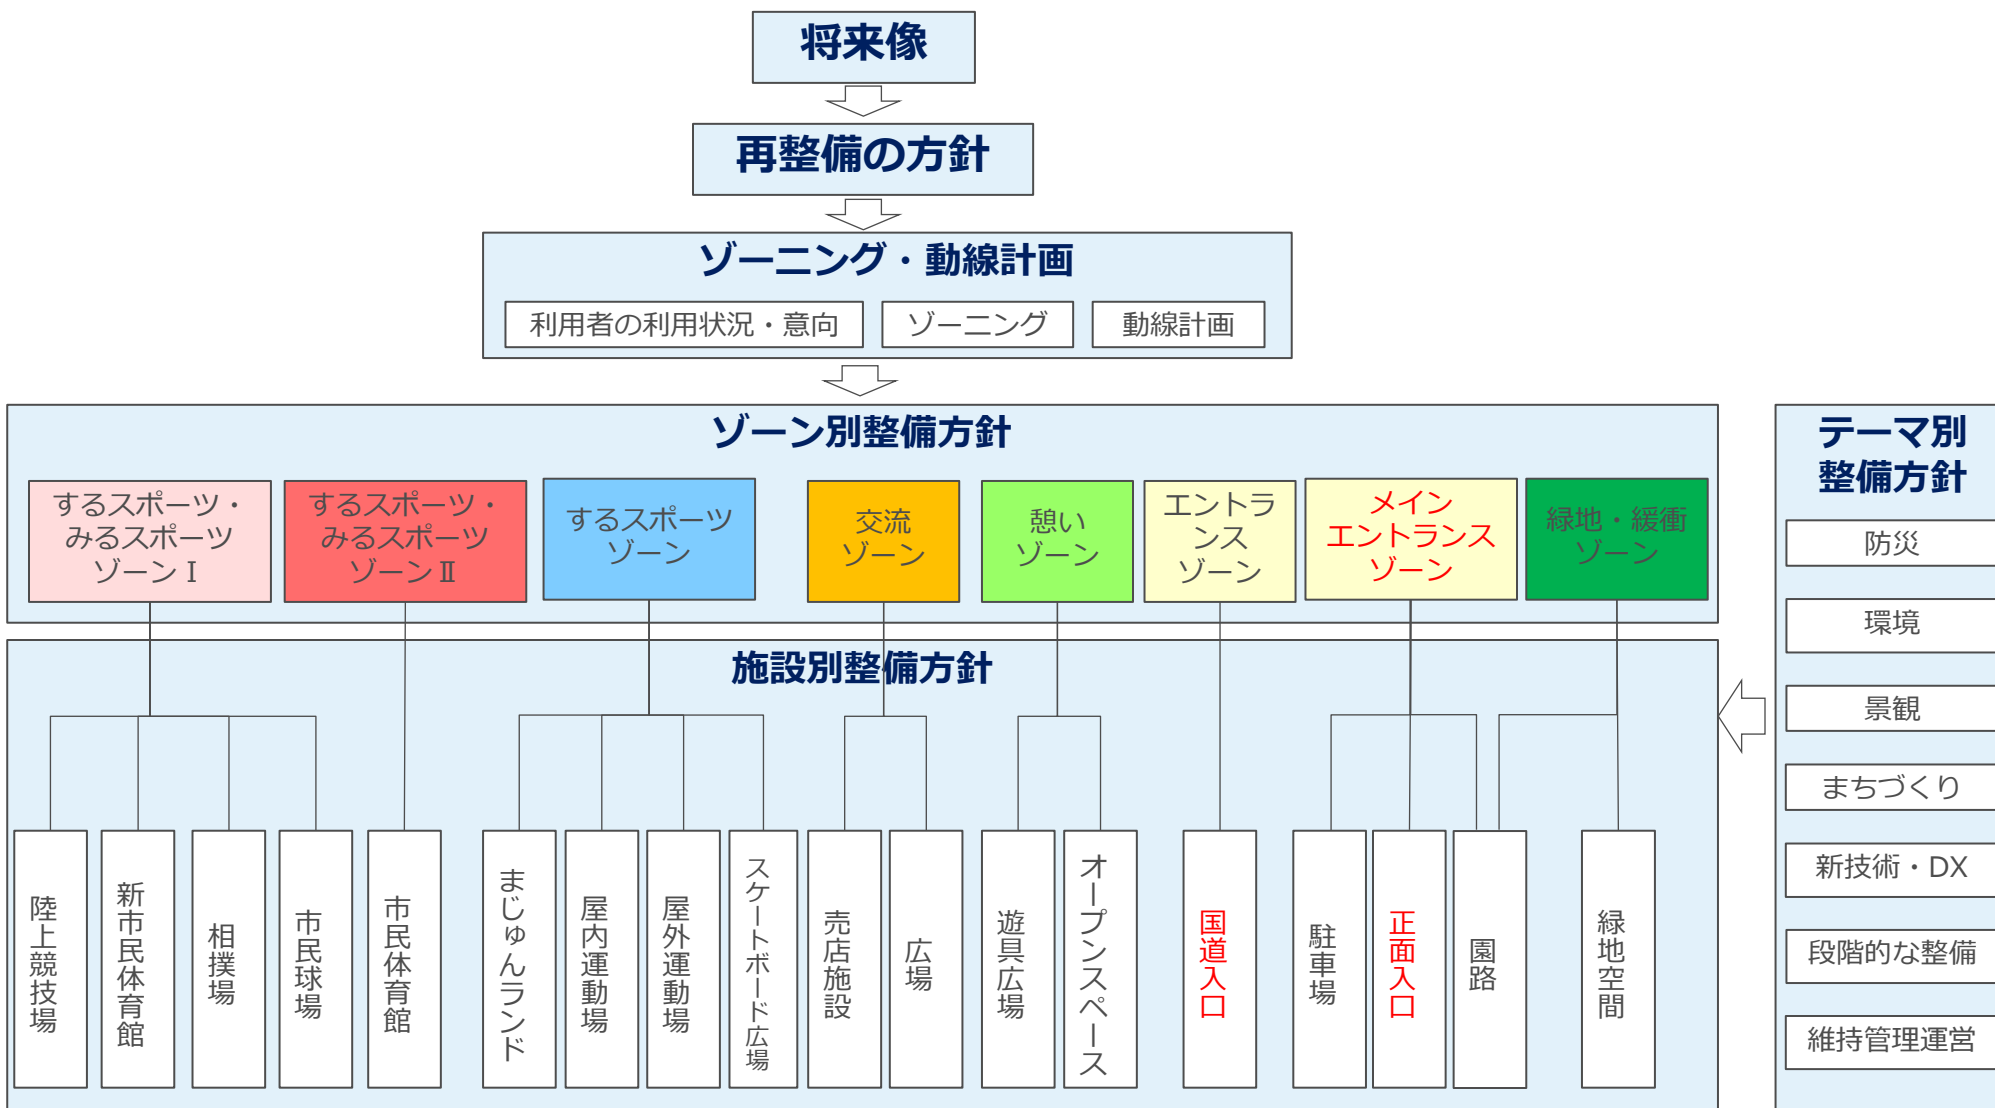 将来像
再整備の方針
ゾーニング・動線計画
利用者の利用状況・意向
ゾーニング
動線計画
ゾーン別整備方針
するスポーツ・
みるスポーツ
ゾーンⅠ
するスポーツ・
みるスポーツ
ゾーンⅡ
するスポーツ
ゾーン
交流
ゾーン
憩い
ゾーン
エントラ
ンス
ゾーン
メイン
エントランス
ゾーン
緑地・緩衝
ゾーン
施設別整備方針
陸上競技場
新市民体育館
相撲場
市民球場
市民体育館
まじゅんランド
屋内運動場
屋外運動場
スケートボード広場
売店施設
広場
遊具広場
オープンスペース
国道入口
駐車場
正面入口
園路
緑地空間
テーマ別
整備方針
防災
環境
景観
まちづくり
新技術・DX
段階的な整備
維持管理運営